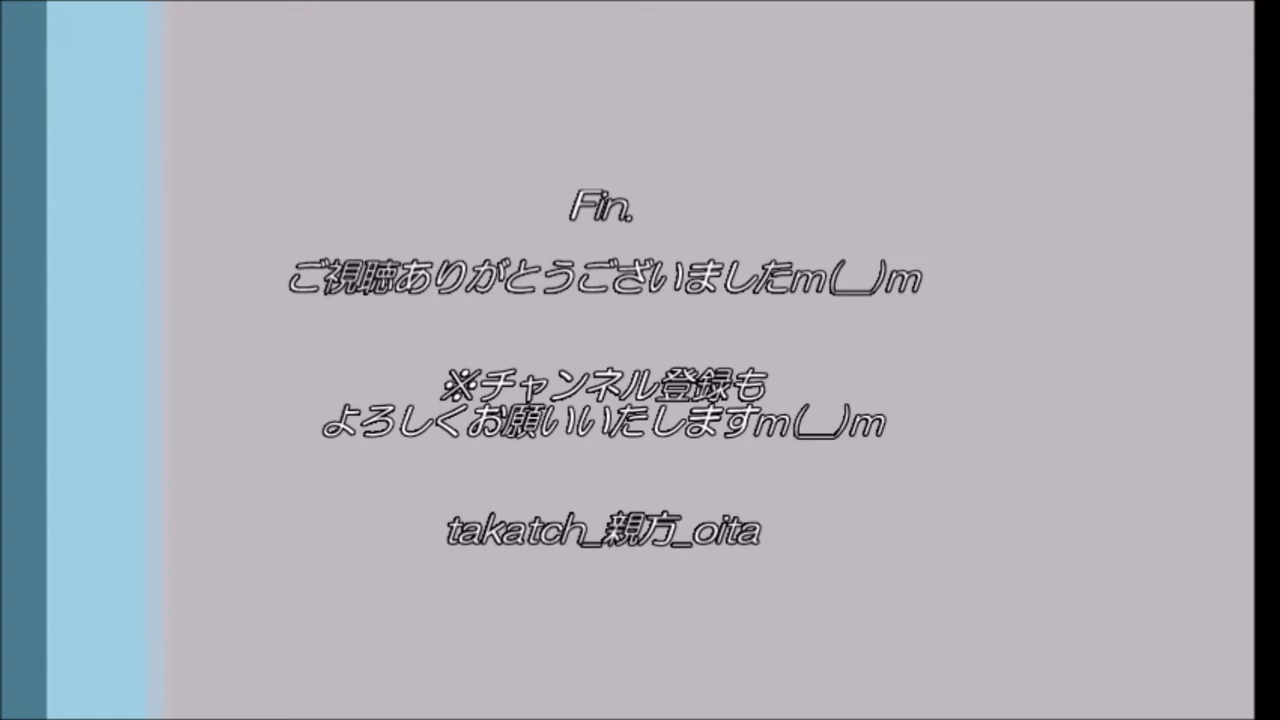 Fin.
ご視聴ありがとうございましたm(__)m
※チャンネル登録も
よろしくお願いいたしますm(__)m
takatch_親方_oita